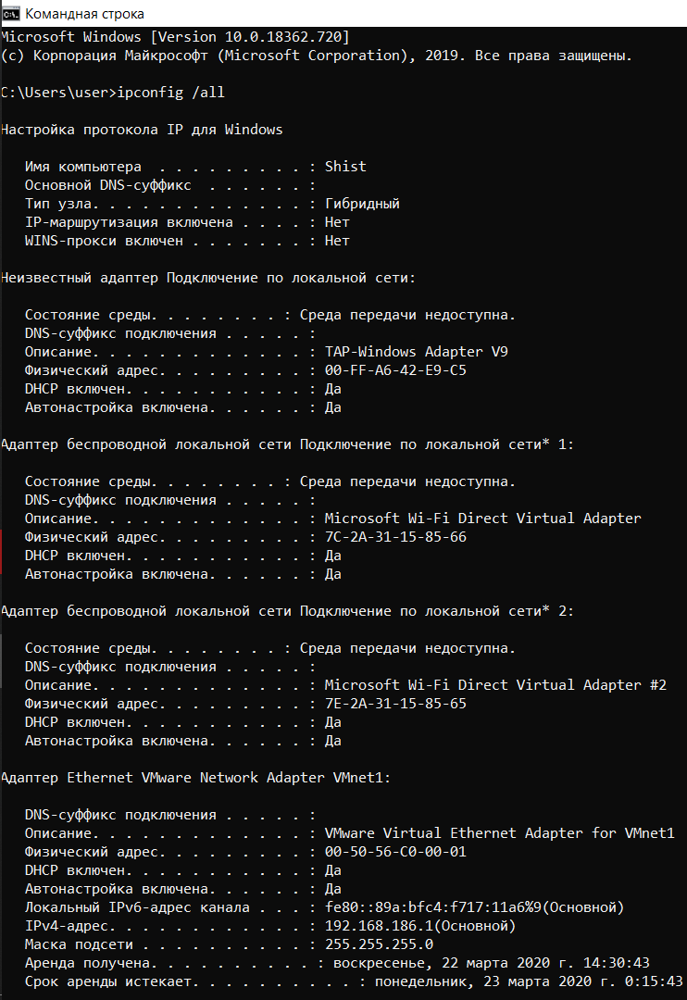 Командная строка
Microsoft Windows [Version 10.0.18362.720]
(c) Корпорация Майкрософт (Microsoft Corporation), 2019. Все права защищены.
C:\Users\user>ipconfig /all
Настройка протокола IP для Windows
Имя компьютера  . . . . . . . . . : Shist
Основной DNS-суффикс  . . . . . . :
Тип узла. . . . . . . . . . . . . : Гибридный
IP-маршрутизация включена . . . . : Нет
WINS-прокси включен . . . . . . . : Нет
Неизвестный адаптер Подключение по локальной сети:
Состояние среды. . . . . . . . : Среда передачи недоступна.
DNS-суффикс подключения . . . . . :
Описание. . . . . . . . . . . . . : TAP-Windows Adapter V9
Физический адрес. . . . . . . . . : 00-FF-A6-42-E9-C5
DHCP включен. . . . . . . . . . . : Да
Автонастройка включена. . . . . . : Да
Адаптер беспроводной локальной сети Подключение по локальной сети* 1:
Состояние среды. . . . . . . . : Среда передачи недоступна.
DNS-суффикс подключения . . . . . :
Описание. . . . . . . . . . . . . : Microsoft Wi-Fi Direct Virtual Adapter
Физический адрес. . . . . . . . . : 7C-2A-31-15-85-66
DHCP включен. . . . . . . . . . . : Да
Автонастройка включена. . . . . . : Да
Адаптер беспроводной локальной сети Подключение по локальной сети* 2:
Состояние среды. . . . . . . . : Среда передачи недоступна.
DNS-суффикс подключения . . . . . :
Описание. . . . . . . . . . . . . : Microsoft Wi-Fi Direct Virtual Adapter #2
Физический адрес. . . . . . . . . : 7E-2A-31-15-85-65
DHCP включен. . . . . . . . . . . : Да
Автонастройка включена. . . . . . : Да
Адаптер Ethernet VMware Network Adapter VMnet1:
DNS-суффикс подключения . . . . . :
Описание. . . . . . . . . . . . . : VMware Virtual Ethernet Adapter for VMnet1
Физический адрес. . . . . . . . . : 00-50-56-C0-00-01
DHCP включен. . . . . . . . . . . : Да
Автонастройка включена. . . . . . : Да
Локальный IPv6-адрес канала . . . : fe80::89a:bfc4:f717:11a6%9(Основной)
IPv4-адрес. . . . . . . . . . . . : 192.168.186.1(Основной)
Маска подсети . . . . . . . . . . : 255.255.255.0
Аренда получена. . . . . . . . . . : воскресенье, 22 марта 2020 г. 14:30:43
Срок аренды истекает. . . . . . . . . . : понедельник, 23 марта 2020 г. 0:15:43